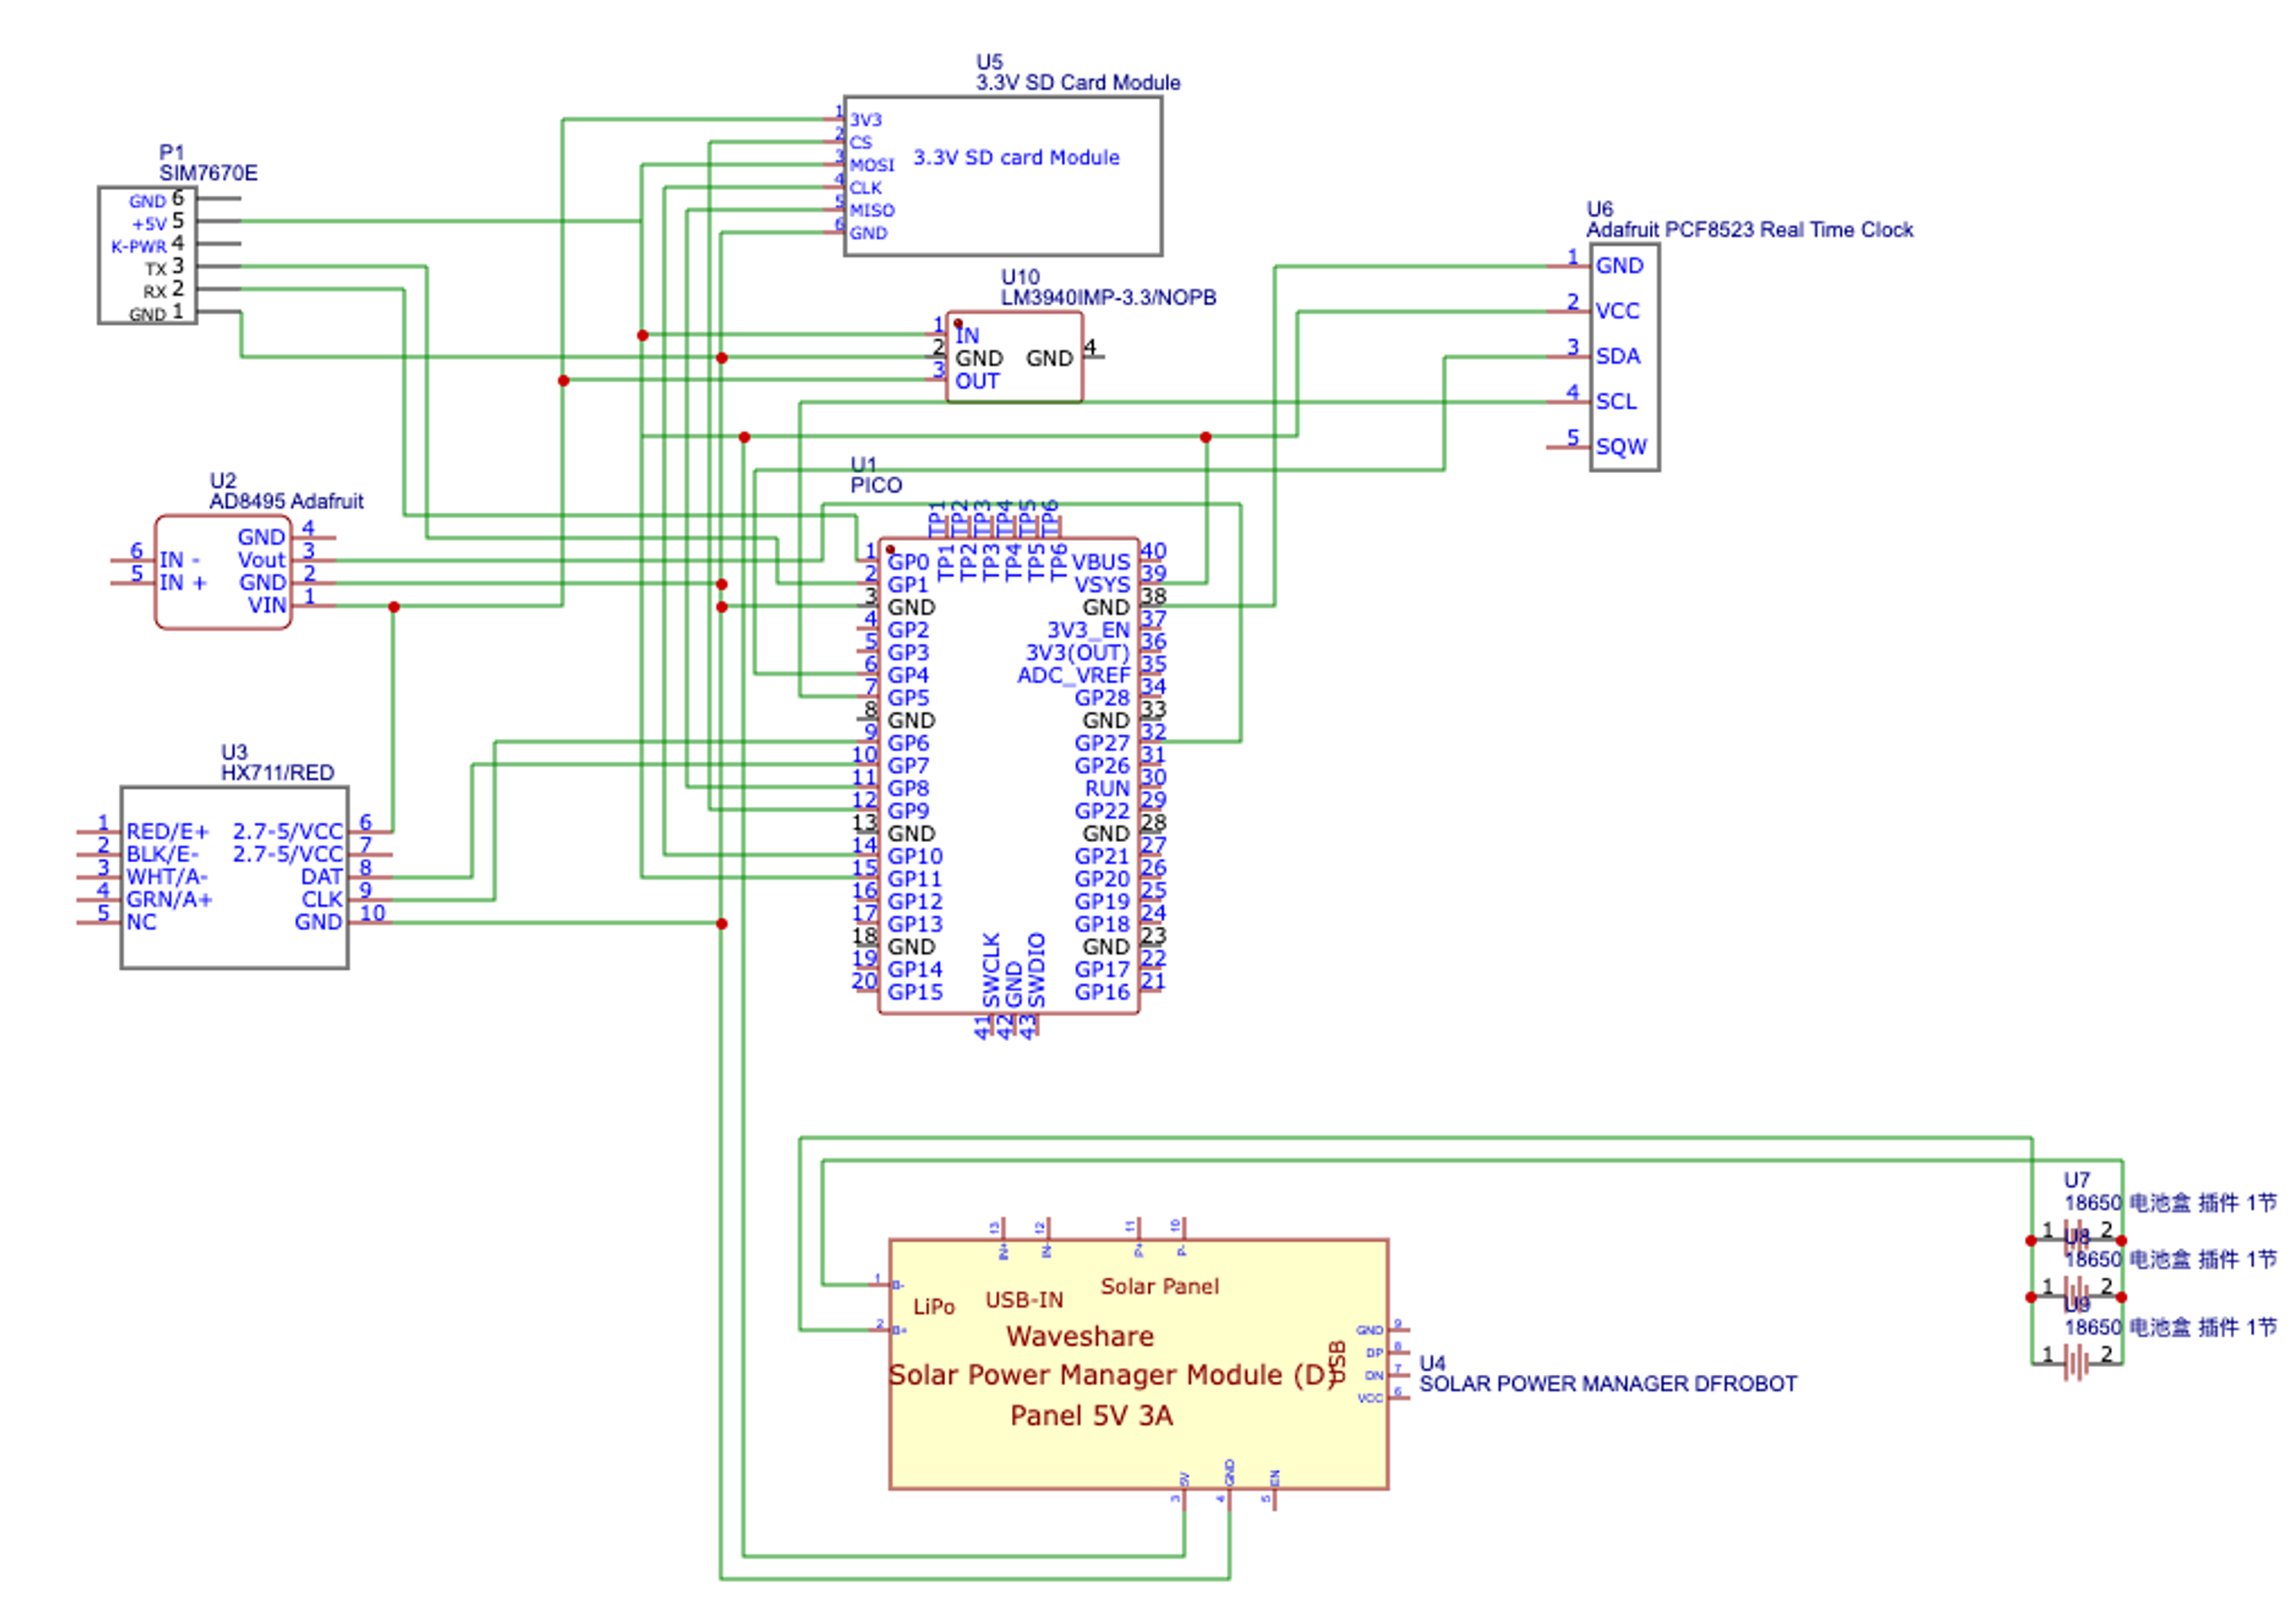 U5
3.3V SD Card Module
1 3V3
2 CS
3 MOSI
4 CLK
5 MISO
6 GND
3.3V SD card Module
P1
SIM7670E
GND 6
+5V 5
K-PWR 4
TX 3
RX 2
GND 1
U6
Adafruit PCF8523 Real Time Clock
1 GND
2 VCC
3 SDA
4 SCL
5 SQW
U10
LM3940IMP-3.3/NOPB
1 IN
2 GND GND 4
3 OUT
U2
AD8495 Adafruit
GND 4
6 IN - Vout 3
5 IN + GND 2
VIN 1
U1
PICO
TP1 TP2 TP3 TP4 TP5 TP6
TP1 TP2 TP3 TP4 TP5 TP6
1 GP0 VBUS 40
2 GP1 VSYS 39
3 GND GND 38
4 GP2 3V3_EN 37
5 GP3 3V3(OUT) 36
6 GP4 ADC_VREF 35
7 GP5 GP28 34
8 GND GND 33
9 GP6 GP27 32
10 GP7 GP26 31
11 GP8 RUN 30
12 GP9 GP22 29
13 GND GND 28
14 GP10 GP21 27
15 GP11 GP20 26
16 GP12 GP19 25
17 GP13 GP18 24
18 GND GND 23
19 GP14 GP17 22
20 GP15 GP16 21
SWCLK GND SWDIO
41 42 43
U3
HX711/RED
1 RED/E+ 2.7-5/VCC 6
2 BLK/E- 2.7-5/VCC 7
3 WHT/A- DAT 8
4 GRN/A+ CLK 9
5 NC GND 10
U7
18650 电池盒 插件 1节
1 2
U8
18650 电池盒 插件 1节
1 2
U9
18650 电池盒 插件 1节
1 2
13 12 11 10
IN+ IN- P+ P-
1 B-
2 B+
LiPo
USB-IN
Solar Panel
Waveshare
Solar Power Manager Module (D)
Panel 5V 3A
USB
GND 9
DP 8
DN 7
VCC 6
U4
SOLAR POWER MANAGER DFROBOT
5V GND EN
3 4 5